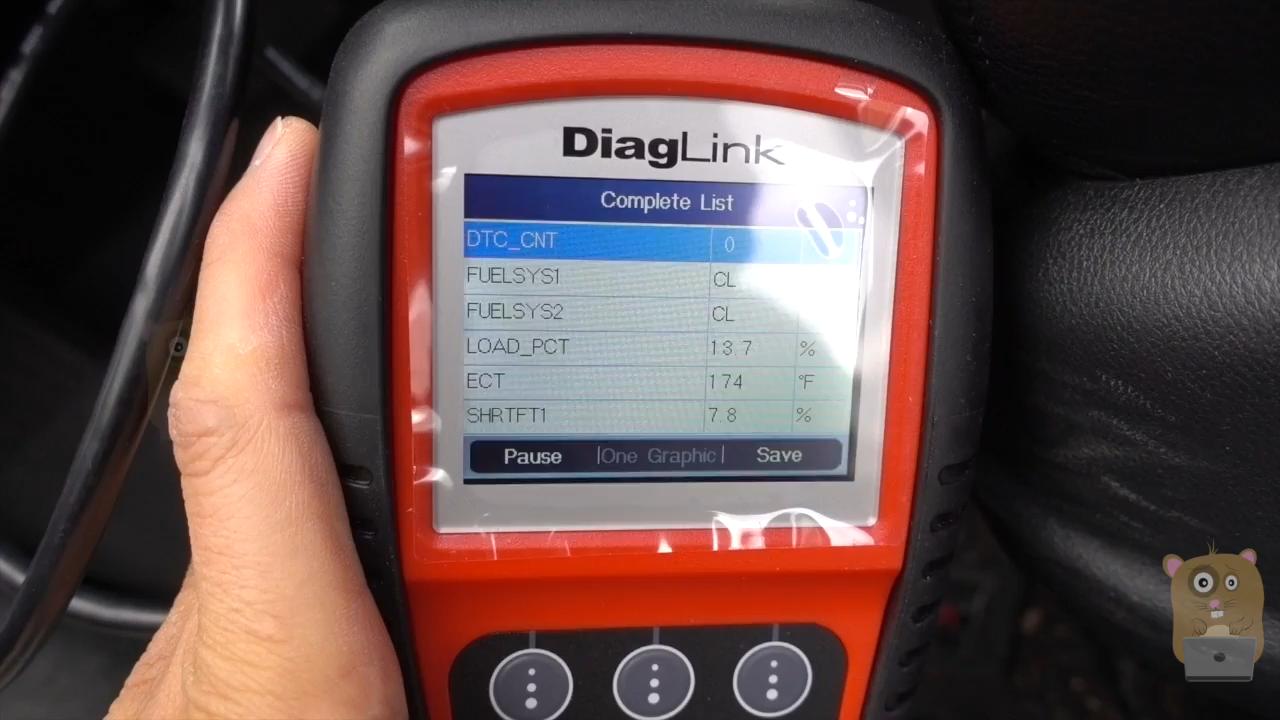 DiagLink
Complete List
DTC_CNT 0
FUELSYS1 CL
FUELSYS2 CL
LOAD_PCT 13.7 %
ECT 174 °F
SHRTFT1 7.8 %
Pause |One Graphic| Save